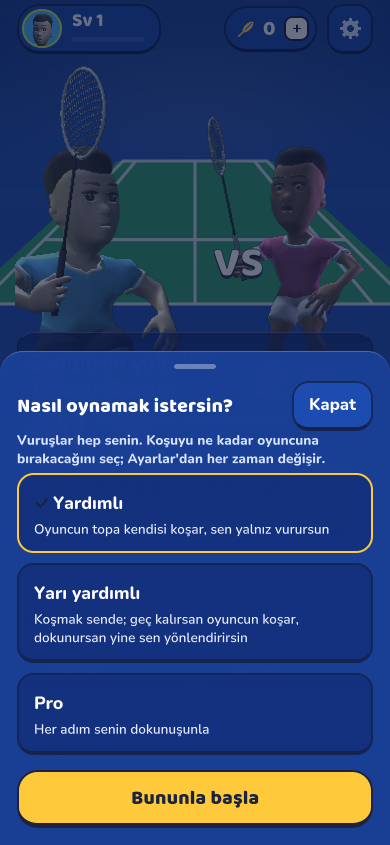 Sv 1
0
+
VS
Nasıl oynamak istersin?
Kapat
Vuruşlar hep senin. Koşuyu ne kadar oyuncuna
bırakacağını seç; Ayarlar'dan her zaman değişir.
Yardımlı
Oyuncun topa kendisi koşar, sen yalnız vurursun
Yarı yardımlı
Koşmak sende; geç kalırsan oyuncun koşar,
dokunursan yine sen yönlendirirsin
Pro
Her adım senin dokunuşunla
Bununla başla